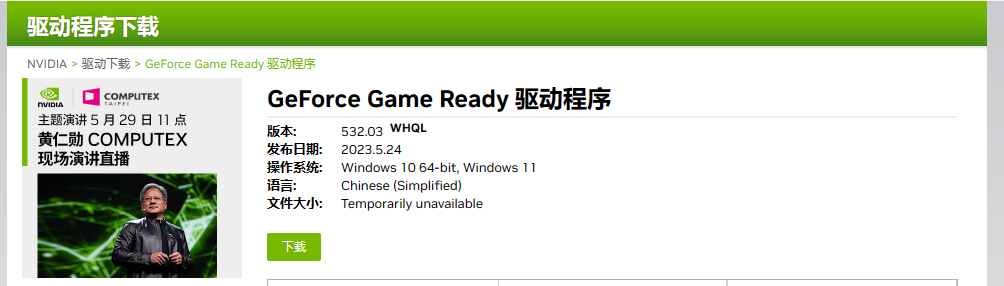 驱动程序下载
NVIDIA > 驱动下载 > GeForce Game Ready 驱动程序
NVIDIA COMPUTEX
TAIPEI
主题演讲 5 月 29 日 11 点
黄仁勋 COMPUTEX
现场演讲直播
GeForce Game Ready 驱动程序
版本: 532.03 WHQL
发布日期: 2023.5.24
操作系统: Windows 10 64-bit, Windows 11
语言: Chinese (Simplified)
文件大小: Temporarily unavailable
下载